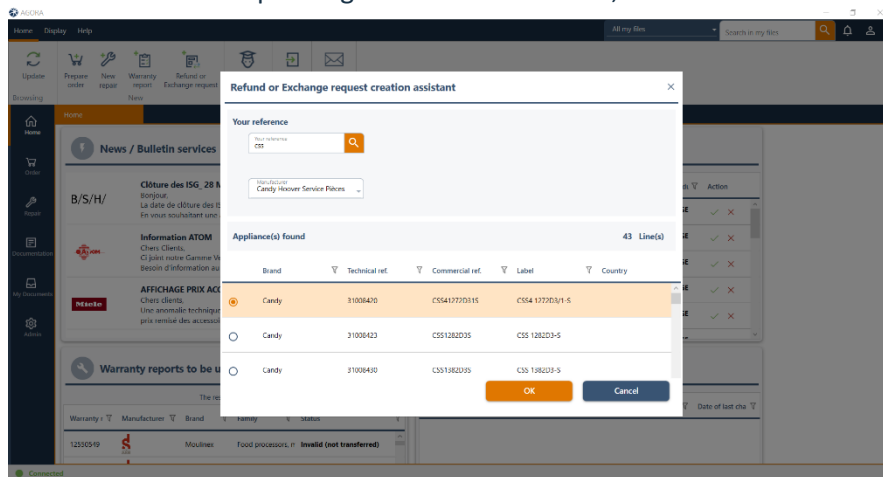 AGORA
Home Display Help
All my files
Search in my files
Update
Prepare order
New repair
Warranty report
Refund or Exchange request
Browsing
New
Home
Home
Order
Repair
Documentation
My Documents
Admin
News / Bulletin services
B/S/H/
Clôture des ISG_28 M
Bonjour,
La date de clôture des IS
En vous souhaitant une
Information ATOM
Chers Clients,
Ci joint notre Gamme Ve
Besoin d'information au
Miele
AFFICHAGE PRIX ACC
Chers clients,
Une anomalie technique
prix remisé des accessoi
Action
Refund or Exchange request creation assistant
Your reference
Your reference
css
Manufacturer
Candy Hoover Service Pièces
Appliance(s) found
43 Line(s)
Brand Technical ref. Commercial ref. Label Country
Candy 31008420 CSS41272D31S CSS4 1272D3/1-S
Candy 31008423 CSS1282D3S CSS 1282D3-S
Candy 31008430 CSS1382D3S CSS 1382D3-S
OK Cancel
Warranty reports to be u
The re
Warranty r Manufacturer Brand Family Status
Date of last cha
12550549 Moulinex Food processors, m Invalid (not transferred)
Connected